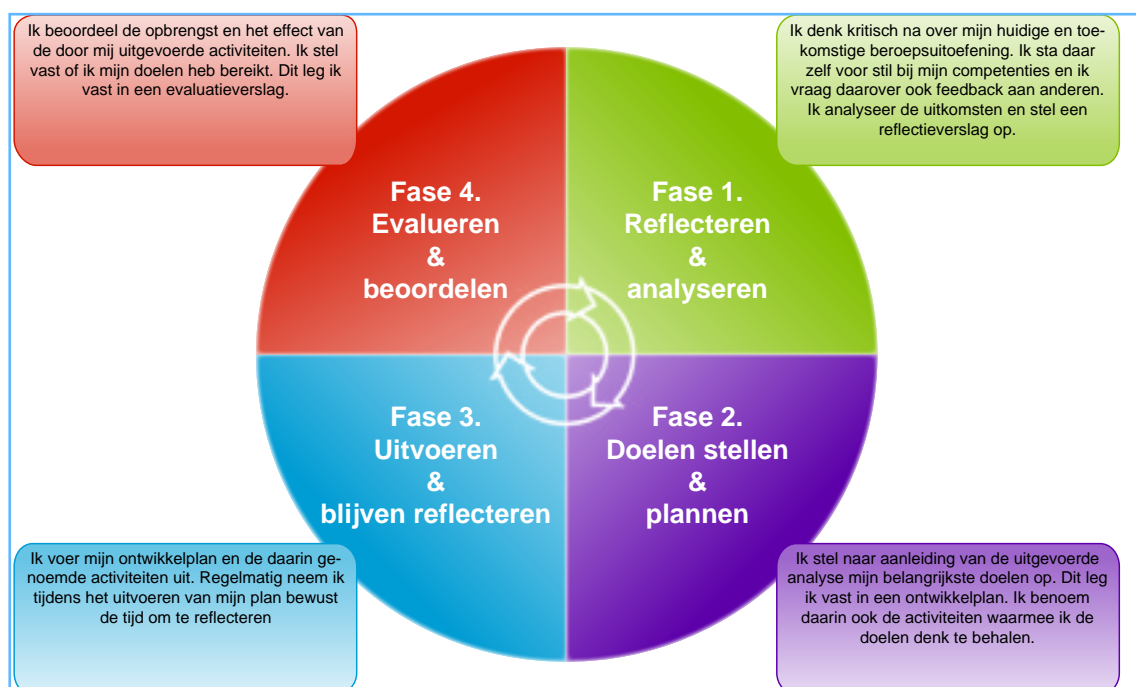 Ik beoordeel de opbrengst en het effect van
de door mij uitgevoerde activiteiten. Ik stel
vast of ik mijn doelen heb bereikt. Dit leg ik
vast in een evaluatieverslag.
Ik denk kritisch na over mijn huidige en toe-
komstige beroepsuitoefening. Ik sta daar
zelf voor stil bij mijn competenties en ik
vraag daarover ook feedback aan anderen.
Ik analyseer de uitkomsten en stel een
reflectieverslag op.
Fase 4.
Evalueren
&
beoordelen
Fase 1.
Reflecteren
&
analyseren
Fase 3.
Uitvoeren
&
blijven reflecteren
Fase 2.
Doelen stellen
&
plannen
Ik voer mijn ontwikkelplan en de daarin ge-
noemde activiteiten uit. Regelmatig neem ik
tijdens het uitvoeren van mijn plan bewust
de tijd om te reflecteren
Ik stel naar aanleiding van de uitgevoerde
analyse mijn belangrijkste doelen op. Dit leg
ik vast in een ontwikkelplan. Ik benoem
daarin ook de activiteiten waarmee ik de
doelen denk te behalen.